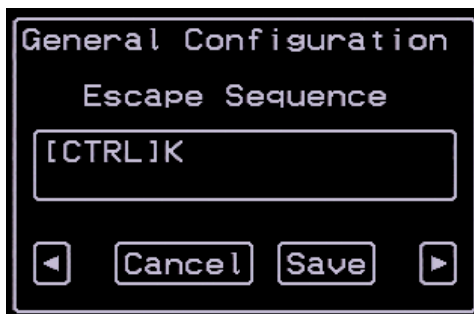 General Configuration
Escape Sequence
[CTRL]K
◄ Cancel Save ►